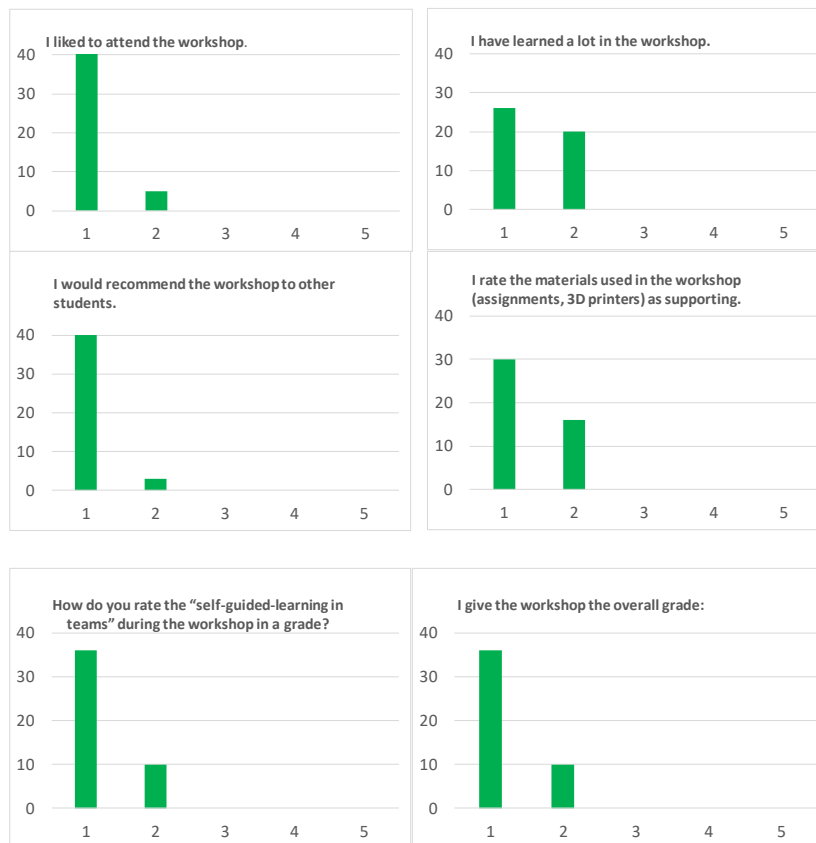 I liked to attend the workshop.
40
30
20
10
0
1 2 3 4 5
I have learned a lot in the workshop.
40
30
20
10
0
1 2 3 4 5
I would recommend the workshop to other
students.
40
30
20
10
0
1 2 3 4 5
I rate the materials used in the workshop
(assignments, 3D printers) as supporting.
40
30
20
10
0
1 2 3 4 5
How do you rate the “self-guided-learning in
teams” during the workshop in a grade?
40
30
20
10
0
1 2 3 4 5
I give the workshop the overall grade:
40
30
20
10
0
1 2 3 4 5